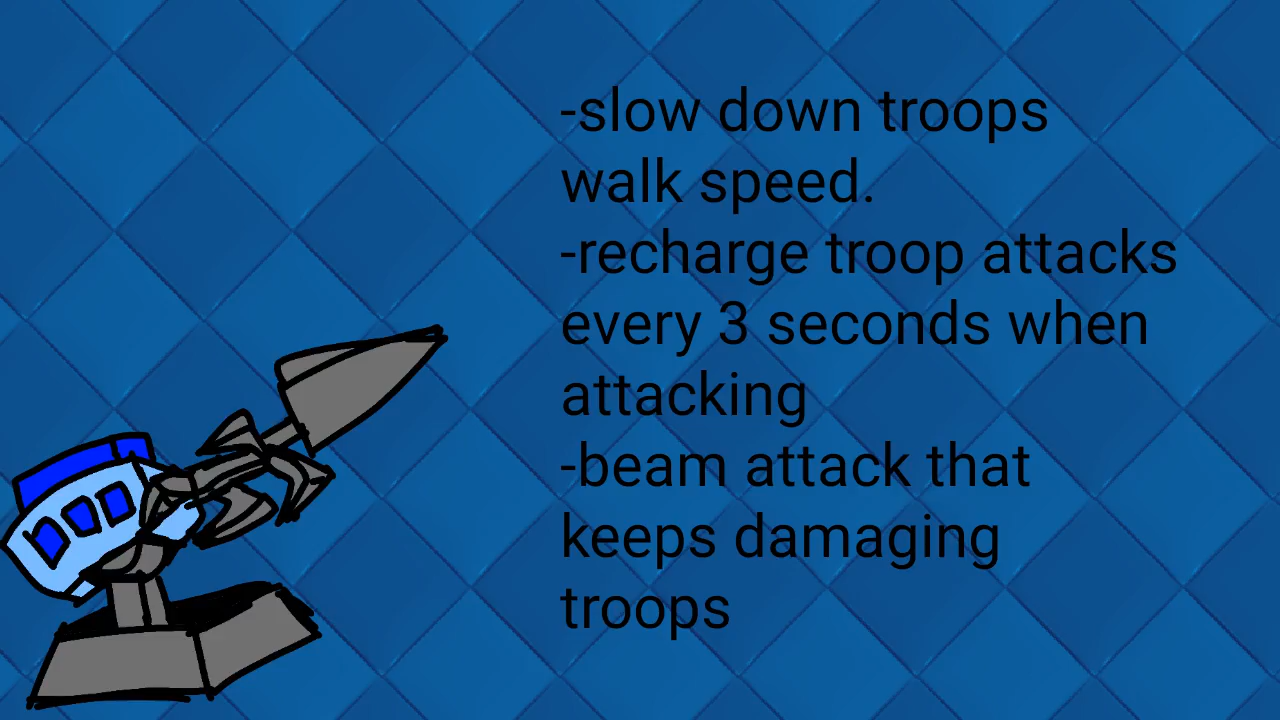 -slow down troops
walk speed.
-recharge troop attacks
every 3 seconds when
attacking
-beam attack that
keeps damaging
troops